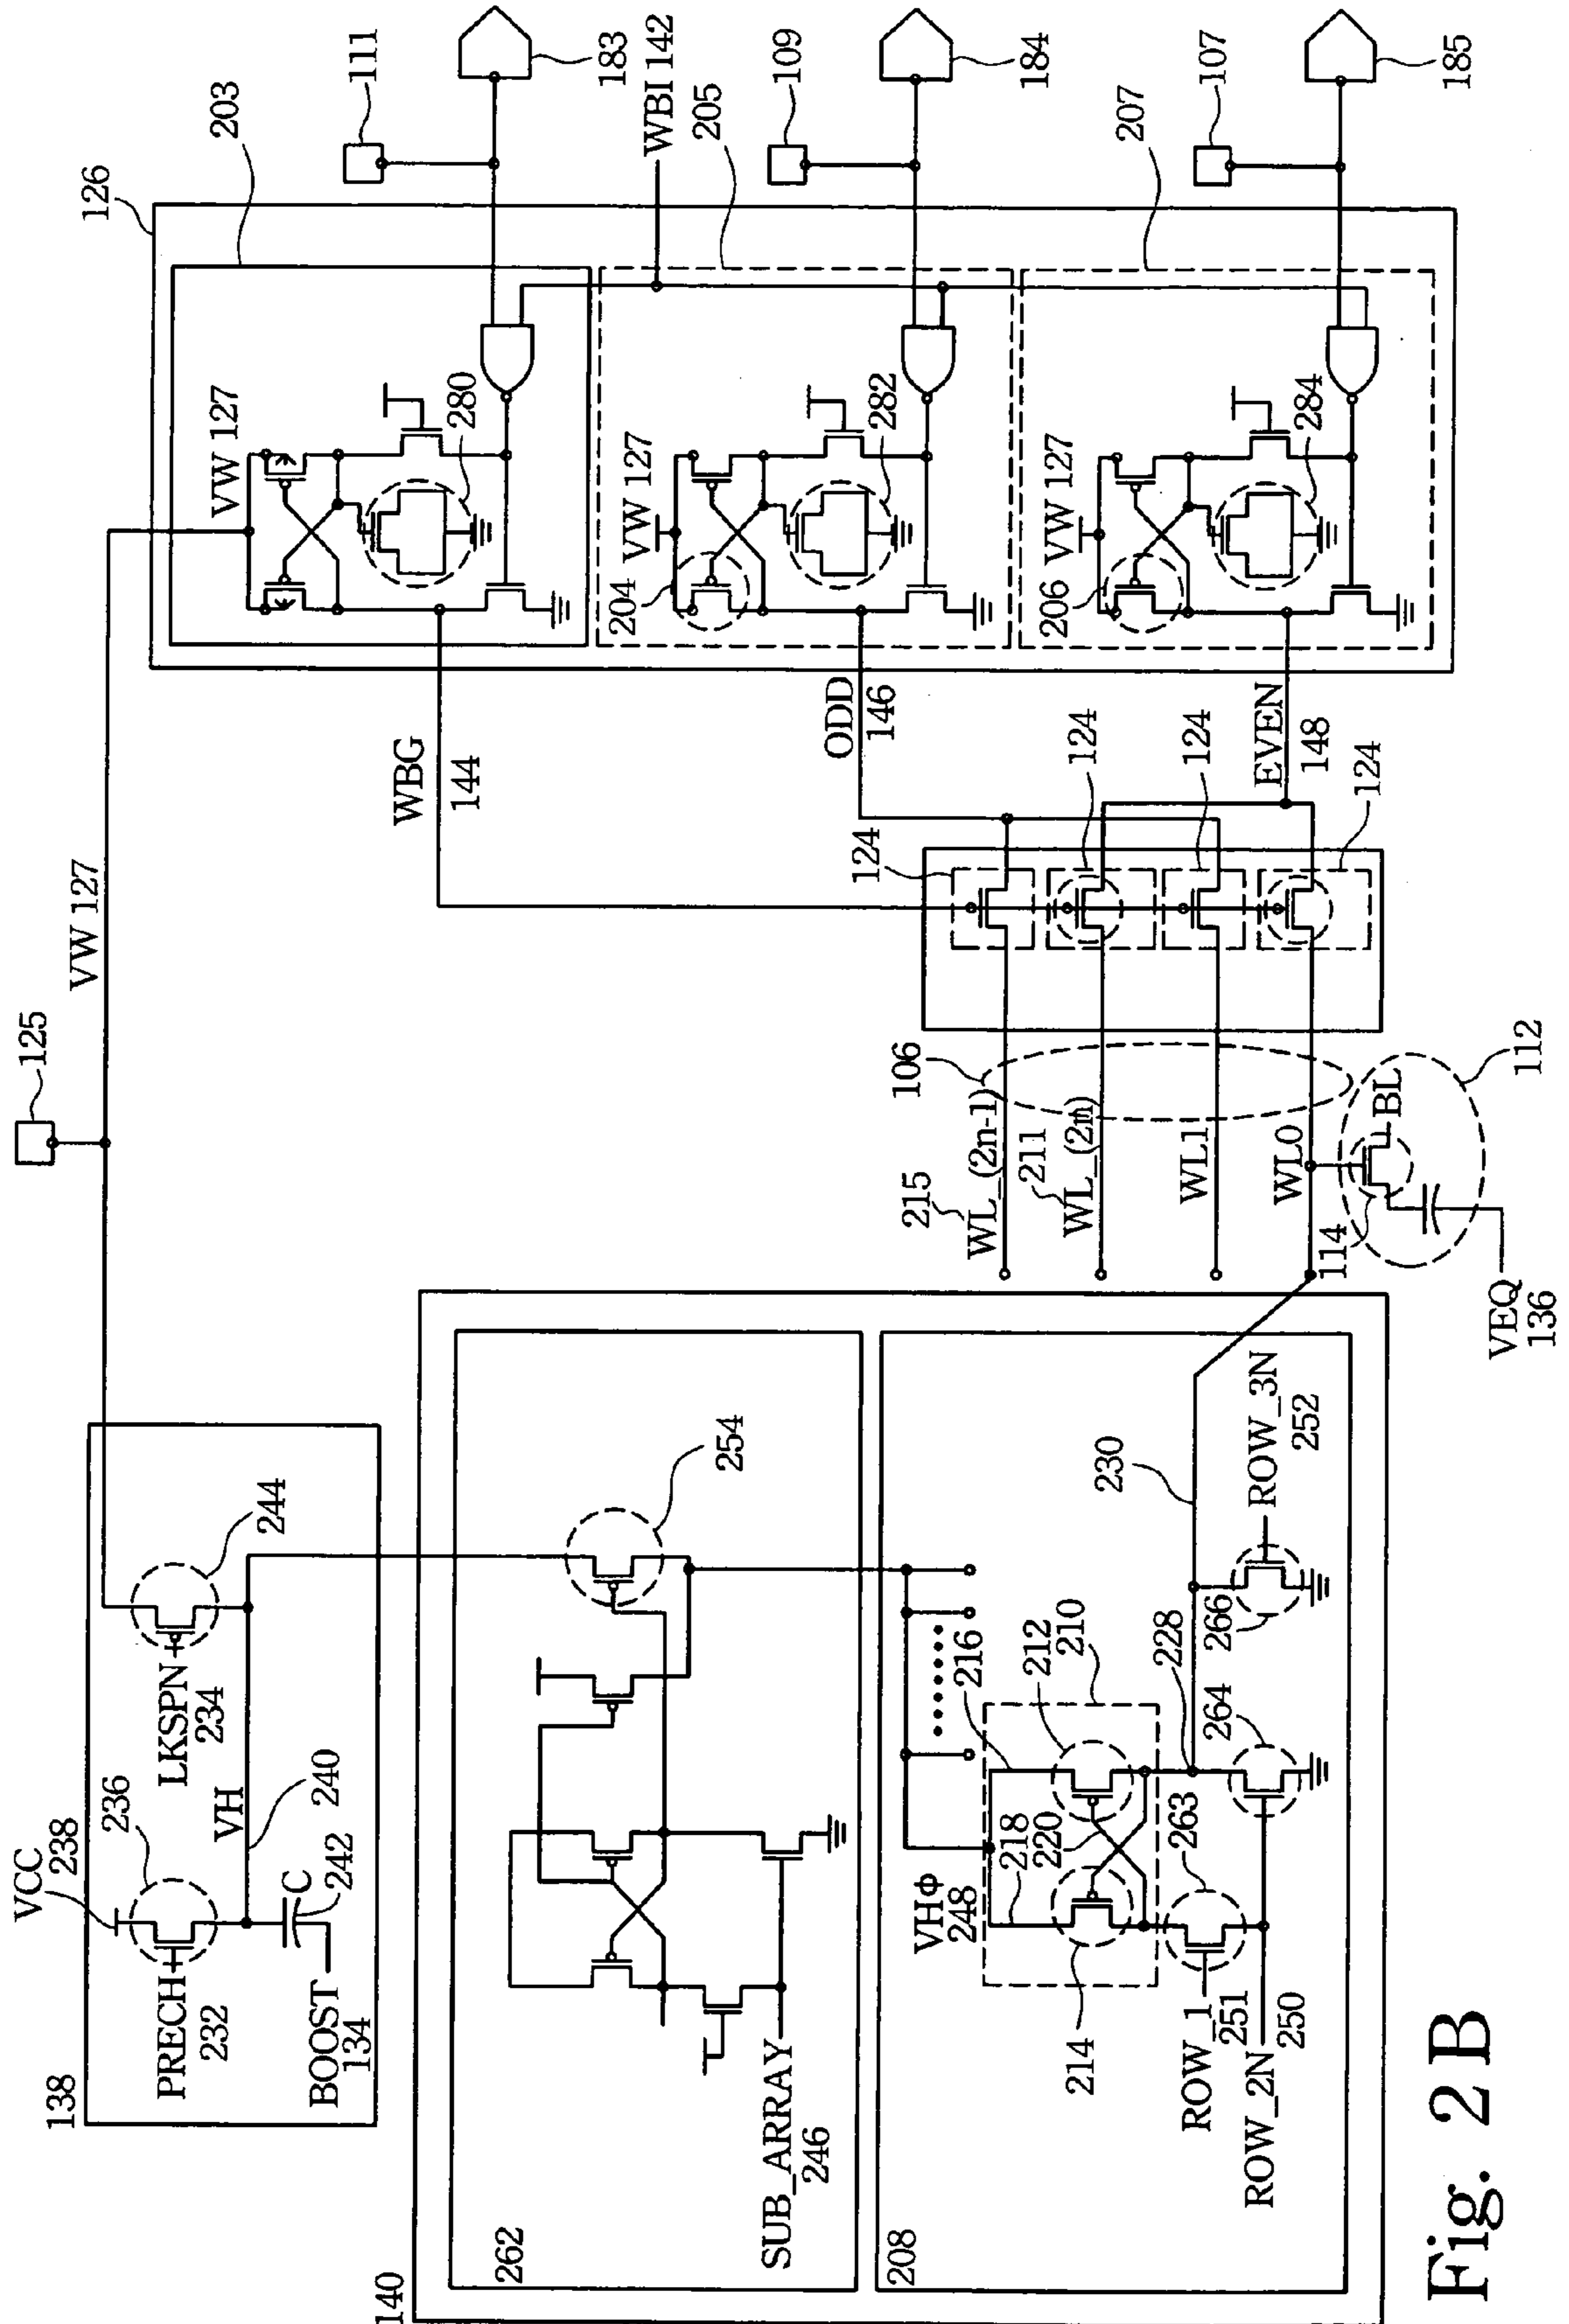 138
VCC
238
PRECH
232
236
LKSPN
234
244
VH
240
C
242
BOOST
134
125
VW 127
126
203
111
183
VW 127
280
WBI 142
205
109
184
204
VW 127
282
207
107
185
206
VW 127
284
WBG
144
ODD
146
EVEN
148
124
124
124
124
106
215
WL_(2n-1)
211
WL_(2m)
WL1
WL0
BL
112
114
VEQ
136
140
262
SUB_ARRAY
246
254
208
VHΦ
248
216
218
220
212
210
214
228
230
263
264
266
ROW_1
251
ROW_2N
250
ROW_3N
252
Fig. 2 B